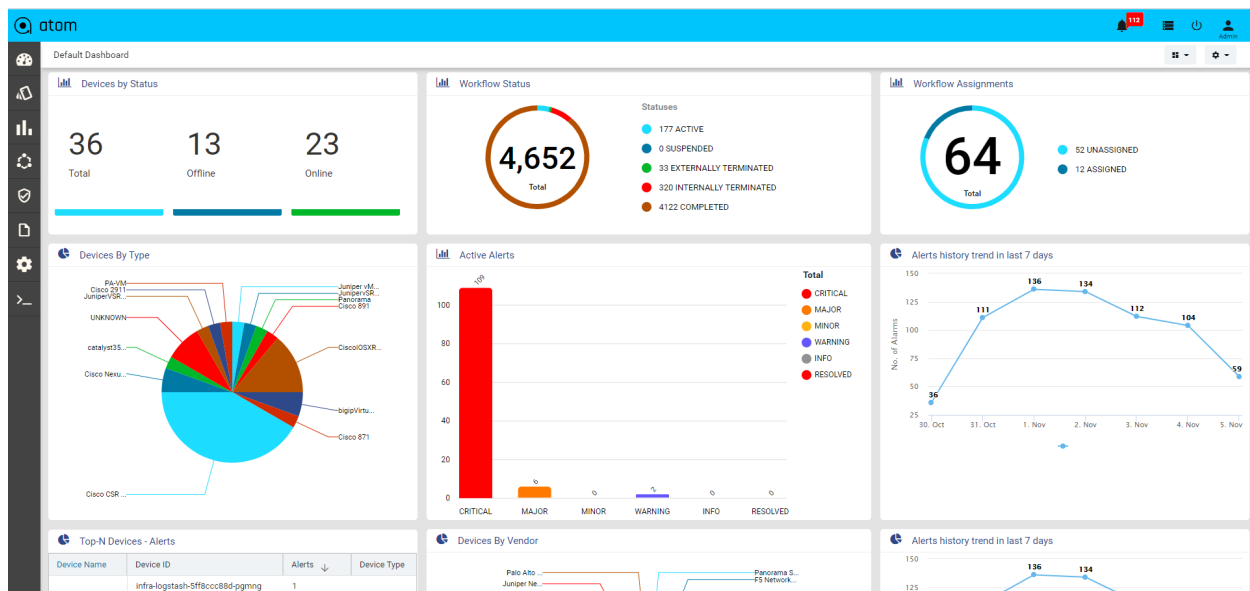 atom
112
Admin
Default Dashboard
Devices by Status
36
13
23
Total
Offline
Online
Workflow Status
4,652
Total
Statuses
177 ACTIVE
0 SUSPENDED
33 EXTERNALLY TERMINATED
320 INTERNALLY TERMINATED
4122 COMPLETED
Workflow Assignments
64
Total
52 UNASSIGNED
12 ASSIGNED
Devices By Type
PA-VM
Cisco 2911
JuniperVSR...
UNKNOWN
catalyst35...
Cisco Nexu...
Cisco CSR ...
Juniper vM...
JunipervSR...
Panorama
Cisco 891
CiscoIOSXR...
bigipVirtu...
Cisco 871
Active Alerts
100
80
60
40
20
0
109
6
0
2
0
0
CRITICAL
MAJOR
MINOR
WARNING
INFO
RESOLVED
Total
CRITICAL
MAJOR
MINOR
WARNING
INFO
RESOLVED
Alerts history trend in last 7 days
No. of Alarms
150
125
100
75
50
25
36
111
136
134
112
104
59
30. Oct
31. Oct
1. Nov
2. Nov
3. Nov
4. Nov
5. Nov
Top-N Devices - Alerts
Device Name
Device ID
Alerts
Device Type
infra-logstash-5ff8ccc88d-pgmng
1
Devices By Vendor
Palo Alto ...
Juniper Ne...
Panorama S...
F5 Network...
Alerts history trend in last 7 days
150
125
136
134